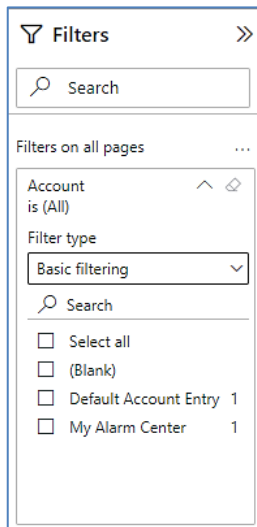 Filters
Search
Filters on all pages
Account
is (All)
Filter type
Basic filtering
Search
Select all
(Blank)
Default Account Entry 1
My Alarm Center 1